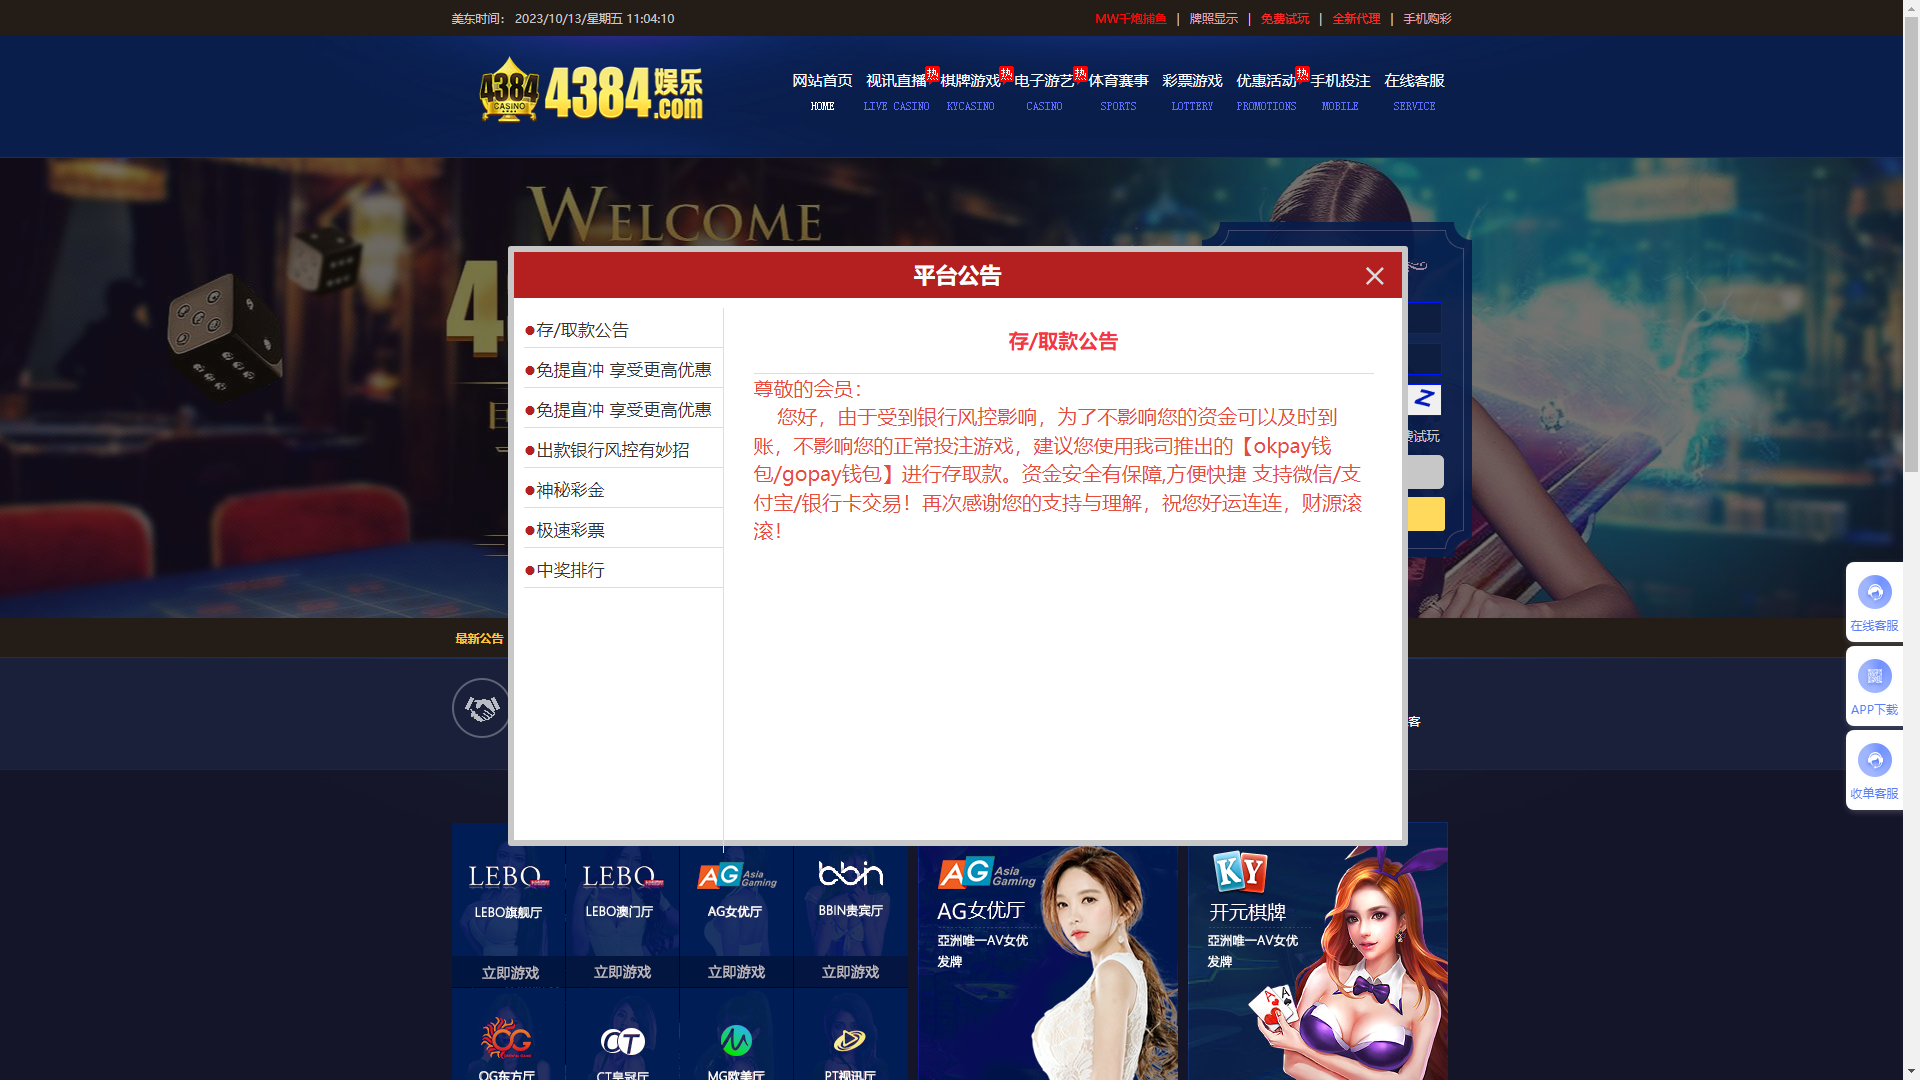 美东时间： 2023/10/13/星期五 11:04:10
MW千炮捕鱼 | 牌照显示 | 免费试玩 | 全新代理 | 手机购彩
4384
CASINO
4384娱乐
.com
网站首页 视讯直播 热 棋牌游戏 热 电子游艺 热 体育赛事 彩票游戏 优惠活动 热 手机投注 在线客服
HOME LIVE CASINO KYCASINO CASINO SPORTS LOTTERY PROMOTIONS MOBILE SERVICE
WELCOME
4
平台公告
●存/取款公告
●免提直冲 享受更高优惠
●免提直冲 享受更高优惠
●出款银行风控有妙招
●神秘彩金
●极速彩票
●中奖排行
存/取款公告
尊敬的会员：
您好，由于受到银行风控影响，为了不影响您的资金可以及时到
账，不影响您的正常投注游戏，建议您使用我司推出的【okpay钱
包/gopay钱包】进行存取款。资金安全有保障,方便快捷 支持微信/支
付宝/银行卡交易！再次感谢您的支持与理解，祝您好运连连，财源滚
滚！
Z
试玩
最新公告
客
在线客服
APP下载
收单客服
LEBO
LEBO旗舰厅
立即游戏
LEBO
LEBO澳门厅
立即游戏
AG Asia Gaming
AG女优厅
立即游戏
bbin
BBIN贵宾厅
立即游戏
OG
OG东方厅
CT
CT皇冠厅
MG欧美厅
PT视讯厅
AG Asia Gaming
AG女优厅
亞洲唯一AV女优
发牌
KY
开元棋牌
亞洲唯一AV女优
发牌
A A